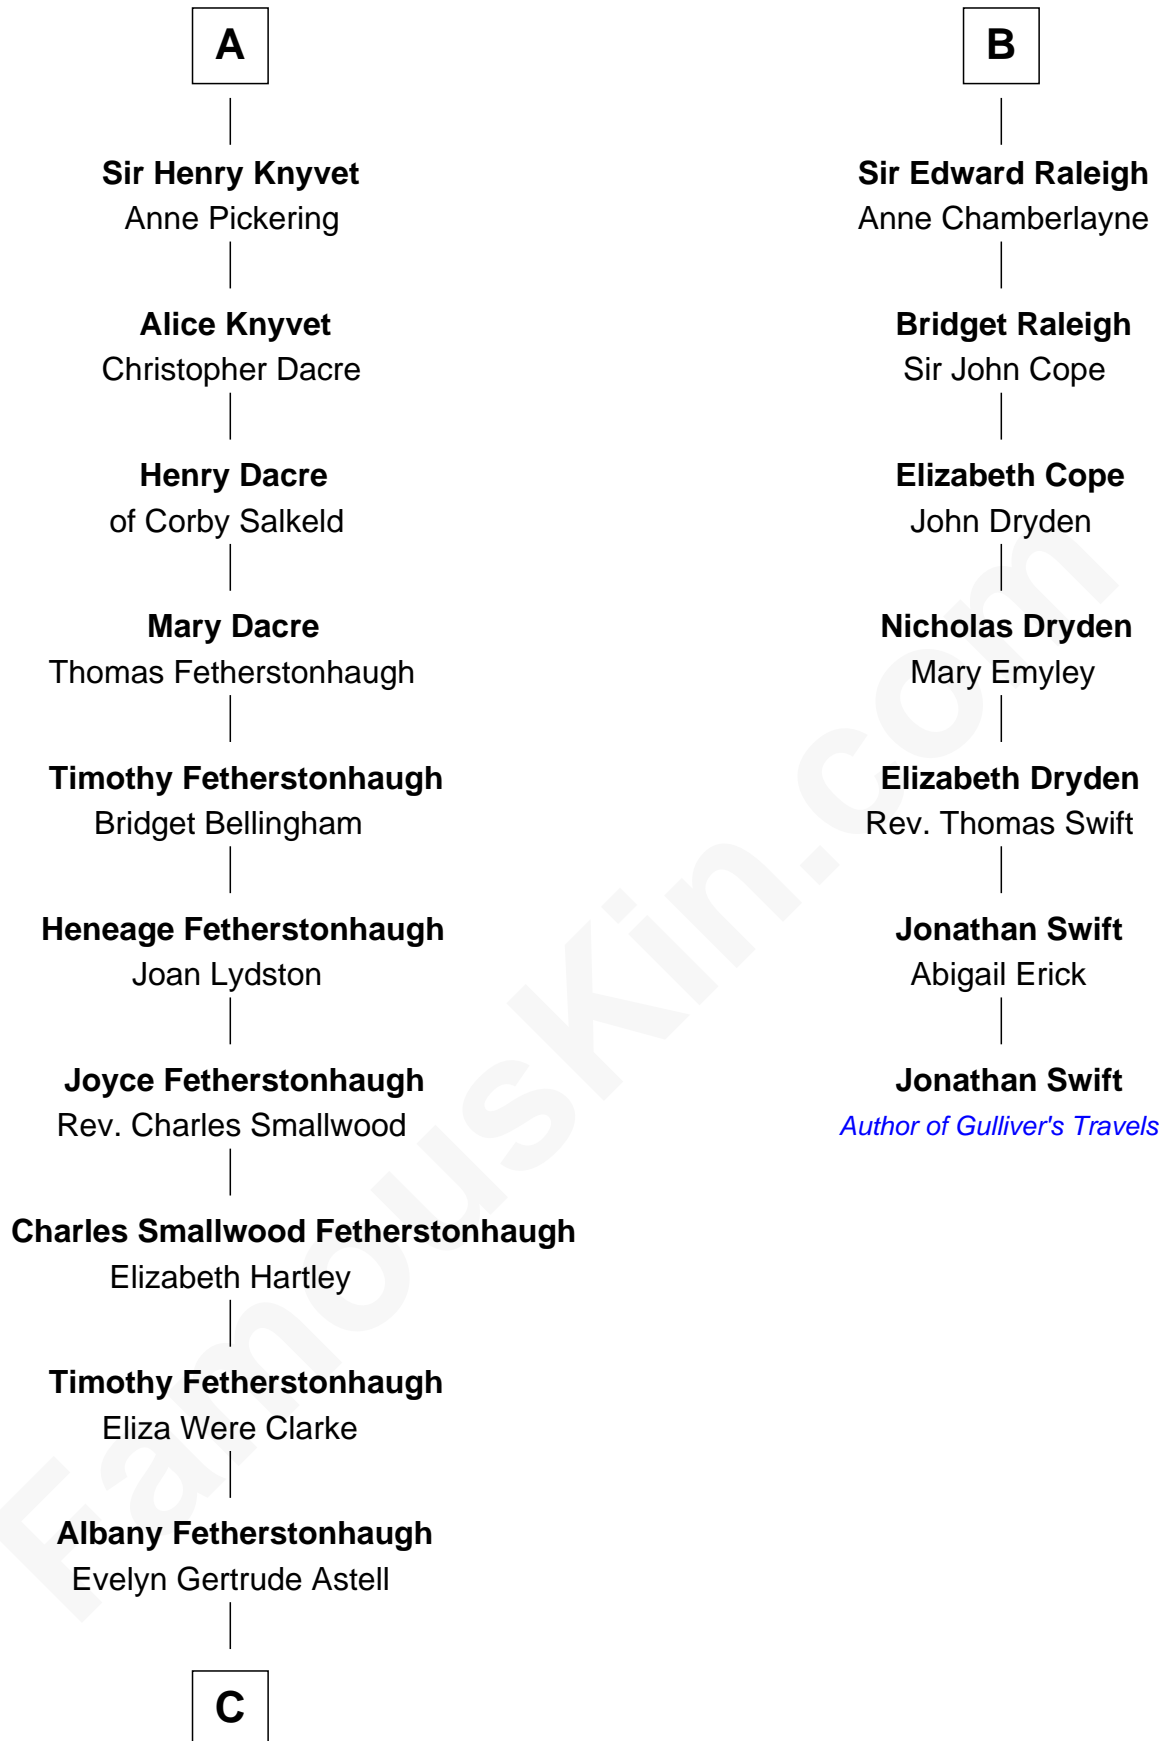 A
Sir Henry Knyvet
Anne Pickering
Alice Knyvet
Christopher Dacre
Henry Dacre
of Corby Salkeld
Mary Dacre
Thomas Fetherstonhaugh
Timothy Fetherstonhaugh
Bridget Bellingham
Heneage Fetherstonhaugh
Joan Lydston
Joyce Fetherstonhaugh
Rev. Charles Smallwood
Charles Smallwood Fetherstonhaugh
Elizabeth Hartley
Timothy Fetherstonhaugh
Eliza Were Clarke
Albany Fetherstonhaugh
Evelyn Gertrude Astell
C
B
Sir Edward Raleigh
Anne Chamberlayne
Bridget Raleigh
Sir John Cope
Elizabeth Cope
John Dryden
Nicholas Dryden
Mary Emyley
Elizabeth Dryden
Rev. Thomas Swift
Jonathan Swift
Abigail Erick
Jonathan Swift
Author of Gulliver's Travels
FamousKin.com